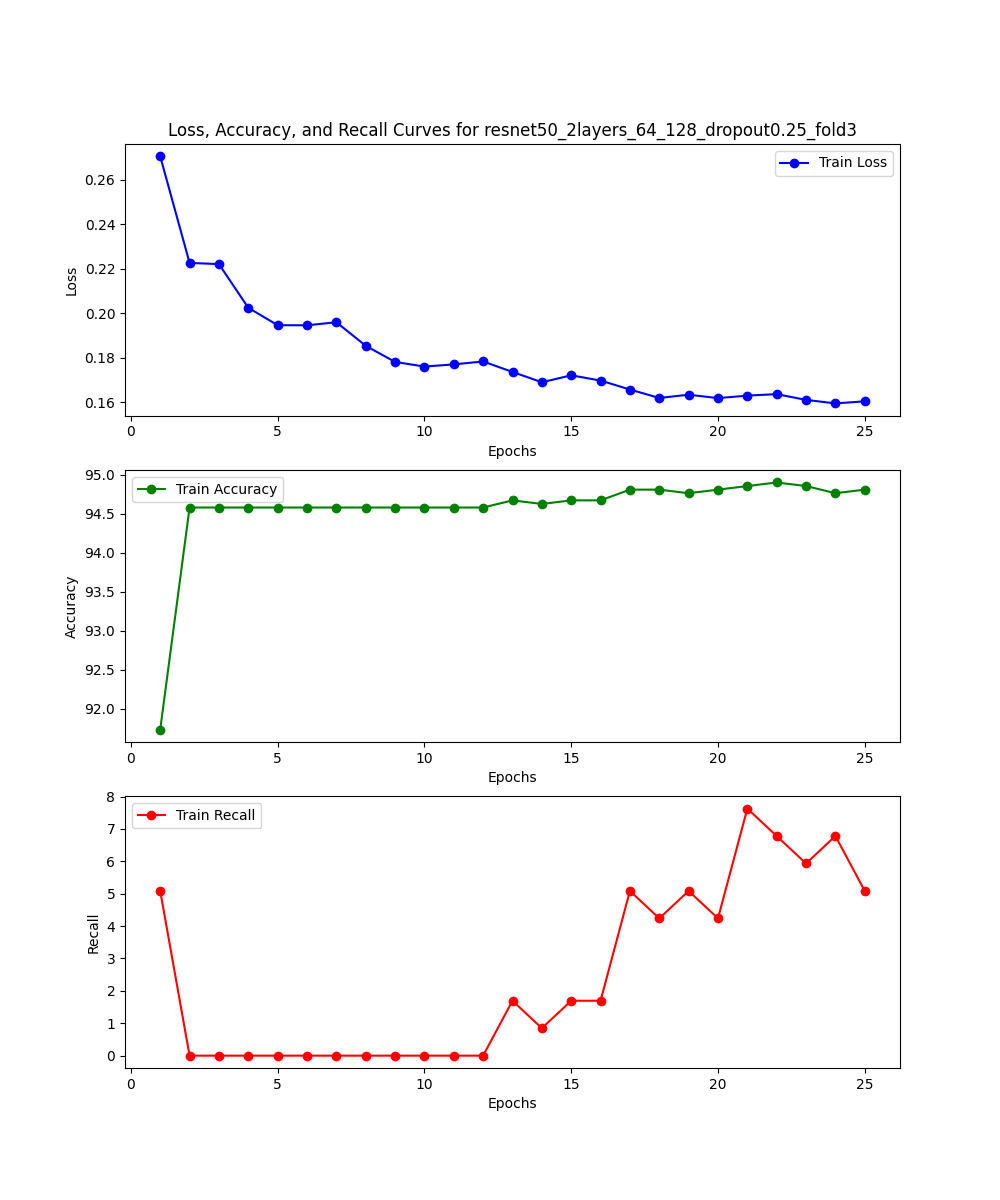 Loss, Accuracy, and Recall Curves for resnet50_2layers_64_128_dropout0.25_fold3
Train Loss
0.26
0.24
0.22
0.20
0.18
0.16
Loss
0 5 10 15 20 25
Epochs
Train Accuracy
95.0
94.5
94.0
93.5
93.0
92.5
92.0
Accuracy
0 5 10 15 20 25
Epochs
Train Recall
8
7
6
5
4
3
2
1
0
Recall
0 5 10 15 20 25
Epochs